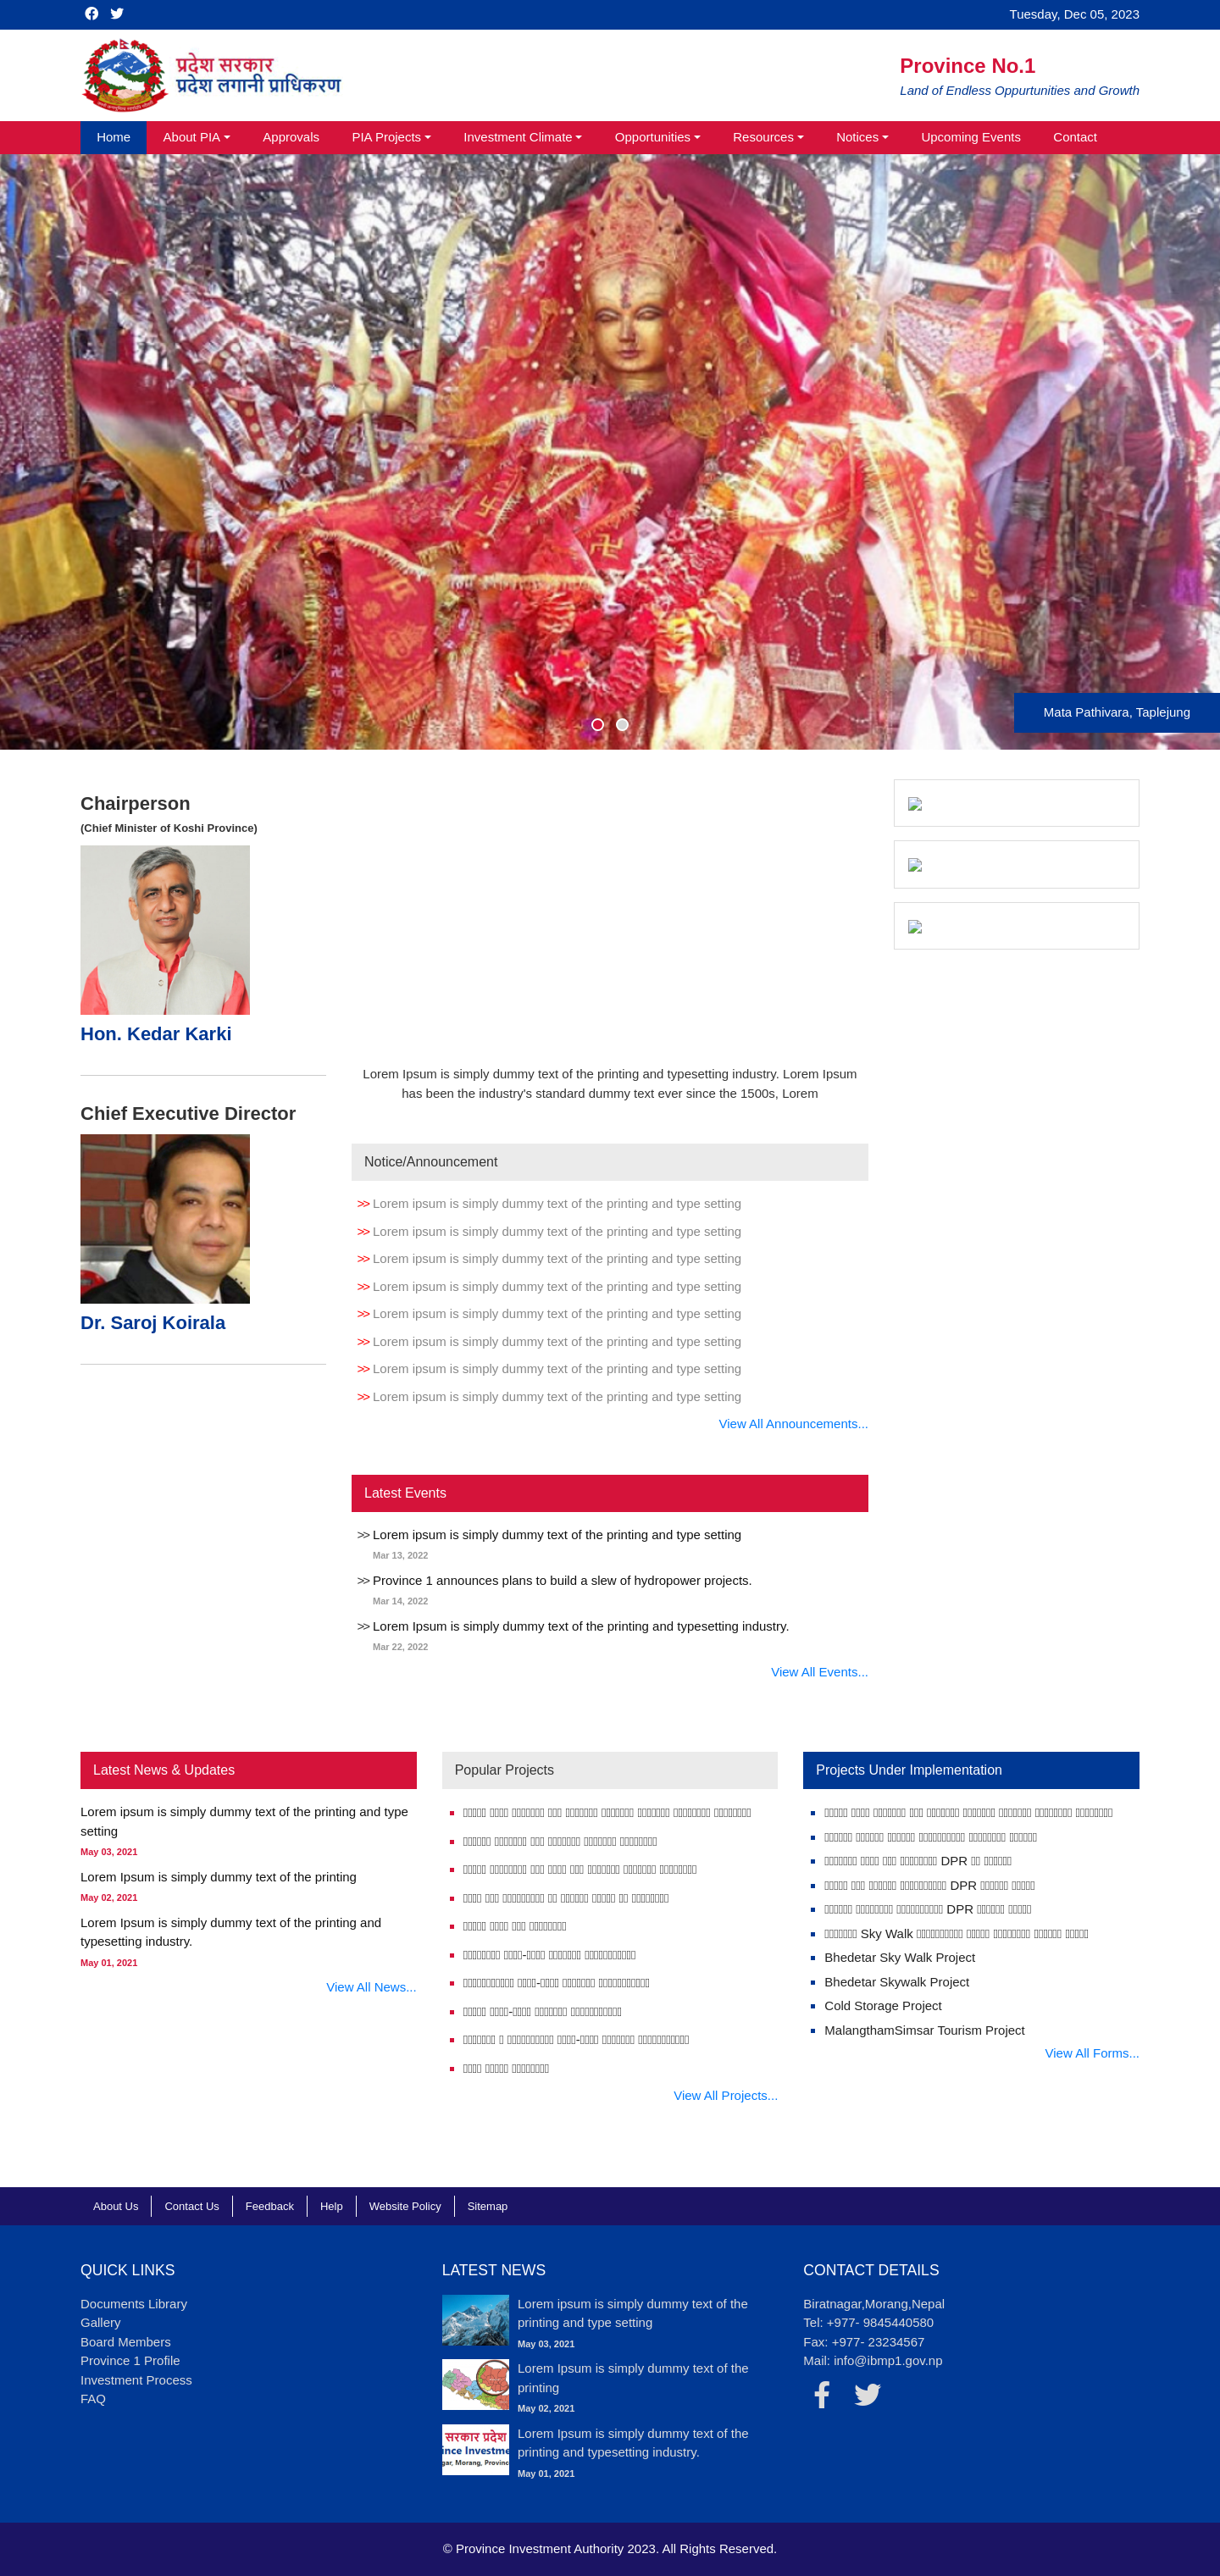 Tuesday, Dec 05, 2023
प्रदेश सरकार
प्रदेश लगानी प्राधिकरण
Province No.1
Land of Endless Oppurtunities and Growth
Home About PIA Approvals PIA Projects Investment Climate Opportunities Resources Notices Upcoming Events Contact
Mata Pathivara, Taplejung
Chairperson
(Chief Minister of Koshi Province)
Hon. Kedar Karki
Chief Executive Director
Dr. Saroj Koirala
Lorem Ipsum is simply dummy text of the printing and typesetting industry. Lorem Ipsum
has been the industry's standard dummy text ever since the 1500s, Lorem
Notice/Announcement
>> Lorem ipsum is simply dummy text of the printing and type setting
>> Lorem ipsum is simply dummy text of the printing and type setting
>> Lorem ipsum is simply dummy text of the printing and type setting
>> Lorem ipsum is simply dummy text of the printing and type setting
>> Lorem ipsum is simply dummy text of the printing and type setting
>> Lorem ipsum is simply dummy text of the printing and type setting
>> Lorem ipsum is simply dummy text of the printing and type setting
>> Lorem ipsum is simply dummy text of the printing and type setting
View All Announcements...
Latest Events
>> Lorem ipsum is simply dummy text of the printing and type setting
Mar 13, 2022
>> Province 1 announces plans to build a slew of hydropower projects.
Mar 14, 2022
>> Lorem Ipsum is simply dummy text of the printing and typesetting industry.
Mar 22, 2022
View All Events...
Latest News & Updates
Lorem ipsum is simply dummy text of the printing and type
setting
May 03, 2021
Lorem Ipsum is simply dummy text of the printing
May 02, 2021
Lorem Ipsum is simply dummy text of the printing and
typesetting industry.
May 01, 2021
View All News...
Popular Projects
View All Projects...
Projects Under Implementation
DPR
DPR
DPR
Sky Walk
Bhedetar Sky Walk Project
Bhedetar Skywalk Project
Cold Storage Project
MalangthamSimsar Tourism Project
View All Forms...
About Us Contact Us Feedback Help Website Policy Sitemap
QUICK LINKS
Documents Library
Gallery
Board Members
Province 1 Profile
Investment Process
FAQ
LATEST NEWS
Lorem ipsum is simply dummy text of the
printing and type setting
May 03, 2021
Lorem Ipsum is simply dummy text of the
printing
May 02, 2021
सरकार प्रदेश
ince Investme
gar, Morang, Provinc
Lorem Ipsum is simply dummy text of the
printing and typesetting industry.
May 01, 2021
CONTACT DETAILS
Biratnagar,Morang,Nepal
Tel: +977- 9845440580
Fax: +977- 23234567
Mail: info@ibmp1.gov.np
© Province Investment Authority 2023. All Rights Reserved.